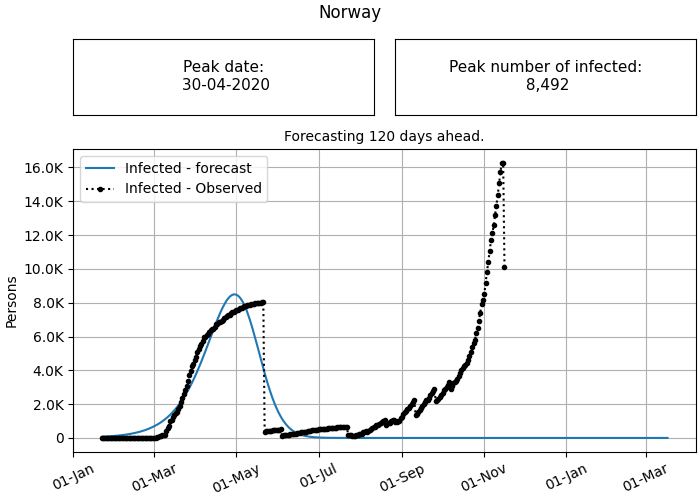 Norway
Peak date:
30-04-2020
Peak number of infected:
8,492
Forecasting 120 days ahead.
Infected - forecast
Infected - Observed
Persons
16.0K
14.0K
12.0K
10.0K
8.0K
6.0K
4.0K
2.0K
0
01-Jan
01-Mar
01-May
01-Jul
01-Sep
01-Nov
01-Jan
01-Mar